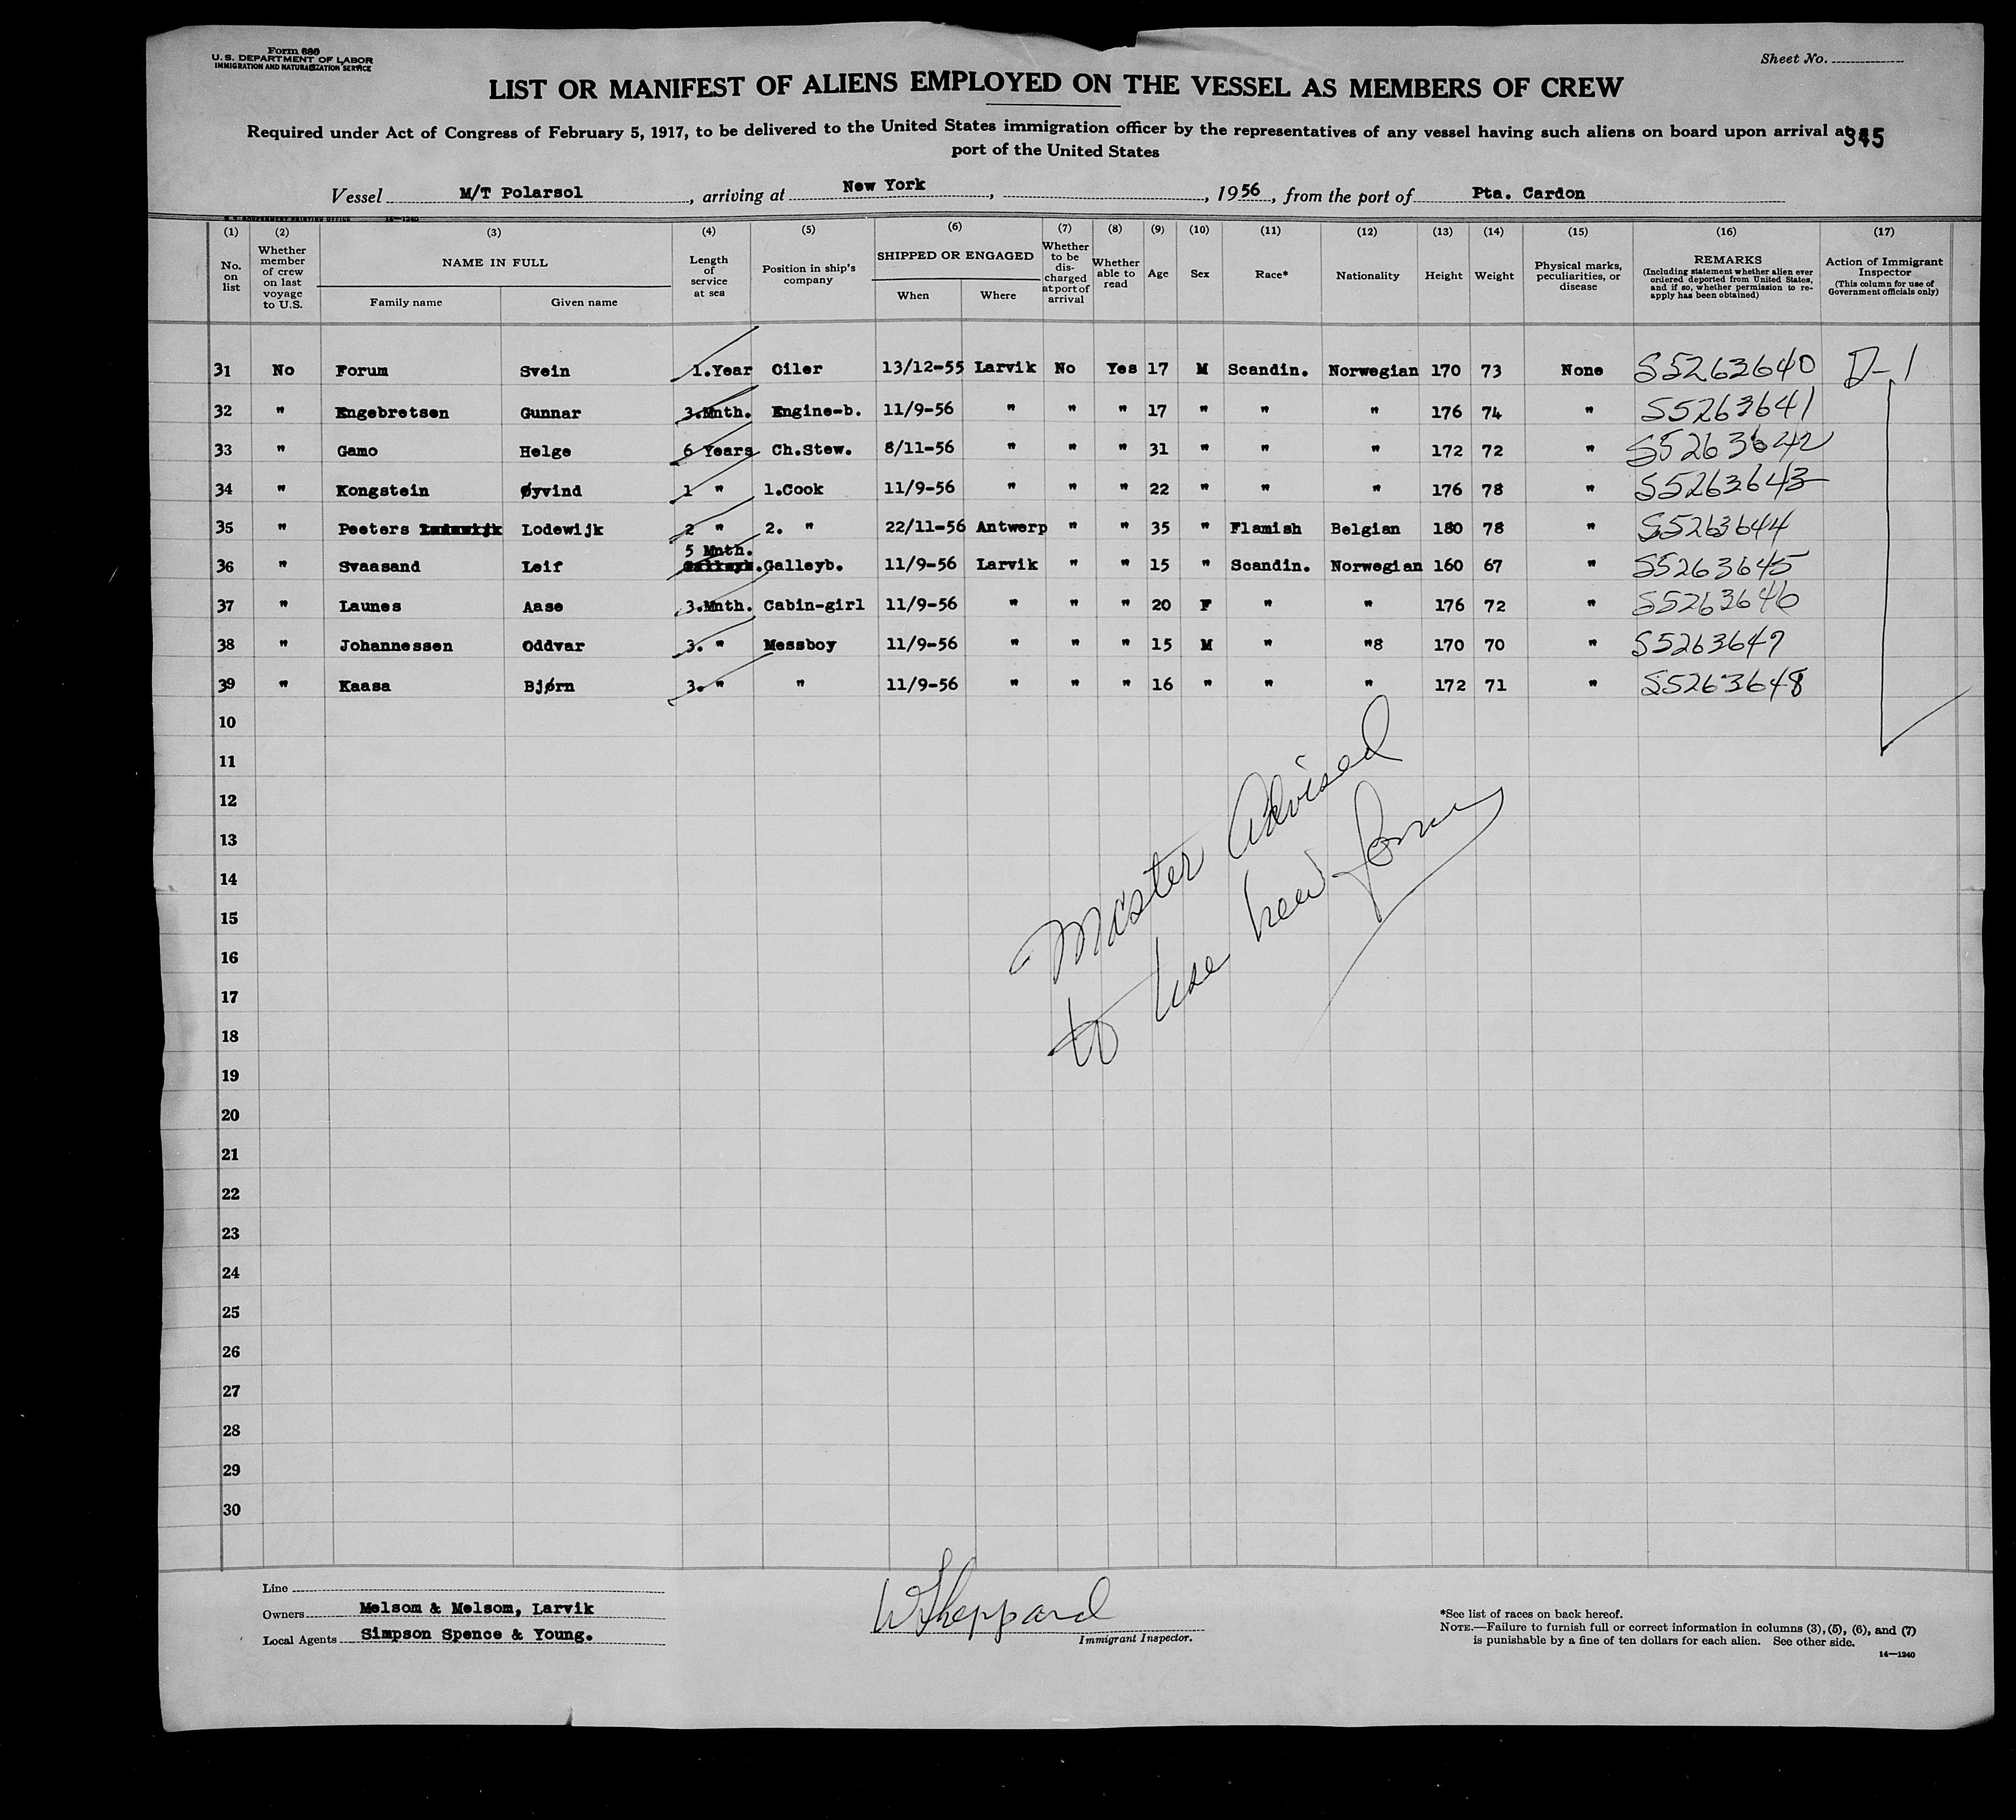 Form 680
U. S. DEPARTMENT OF LABOR
IMMIGRATION AND NATURALIZATION SERVICE
Sheet No.
LIST OR MANIFEST OF ALIENS EMPLOYED ON THE VESSEL AS MEMBERS OF CREW
Required under Act of Congress of February 5, 1917, to be delivered to the United States immigration officer by the representatives of any vessel having such aliens on board upon arrival at a
port of the United States
345
Vessel M/T Polarsol, arriving at New York, , 1956, from the port of Pta. Cardon
U. S. GOVERNMENT PRINTING OFFICE 14—1240
(1) (2) (3) (4) (5) (6) (7) (8) (9) (10) (11) (12) (13) (14) (15) (16) (17)
No. on list
Whether member of crew on last voyage to U.S.
NAME IN FULL
Family name Given name
Length of service at sea
Position in ship's company
SHIPPED OR ENGAGED
When Where
Whether to be discharged at port of arrival
Whether able to read
Age
Sex
Race*
Nationality
Height
Weight
Physical marks, peculiarities, or disease
REMARKS
(Including statement whether alien ever ordered deported from United States, and if so, whether permission to re-apply has been obtained)
Action of Immigrant Inspector
(This column for use of Government officials only)
31 No Forum Svein 1.Year Oiler 13/12-55 Larvik No Yes 17 M Scandin. Norwegian 170 73 None S5263640 D-1
32 " Engebretsen Gunnar 3.Mnth. Engine-b. 11/9-56 " " " 17 " " " 176 74 " S5263641
33 " Gamo Helge 6 Years Ch.Stew. 8/11-56 " " " 31 " " " 172 72 " S5263642
34 " Kongstein Øyvind 1 " 1.Cook 11/9-56 " " " 22 " " " 176 78 " S5263643
35 " Peeters Lodewijk 2 " 2. " 22/11-56 Antwerp " " 35 " Flamish Belgian 180 78 " S5263644
36 " Svaasand Leif 5 Mnth. Galleyb. 11/9-56 Larvik " " 15 " Scandin. Norwegian 160 67 " S5263645
37 " Launes Aase 3.Mnth. Cabin-girl 11/9-56 " " " 20 F " " 176 72 " S5263646
38 " Johannessen Oddvar 3. " Messboy 11/9-56 " " " 15 M " "8 170 70 " S5263647
39 " Kaasa Bjørn 3. " " 11/9-56 " " " 16 " " " 172 71 " S5263648
10
11
12
13
14
15
16
17
18
19
20
21
22
23
24
25
26
27
28
29
30
Master Advised
to use new forms
Line
Owners Melsom & Melsom, Larvik
Local Agents Simpson Spence & Young.
W Sheppard
Immigrant Inspector.
*See list of races on back hereof.
NOTE.—Failure to furnish full or correct information in columns (3), (5), (6), and (7)
is punishable by a fine of ten dollars for each alien. See other side.
14—1240